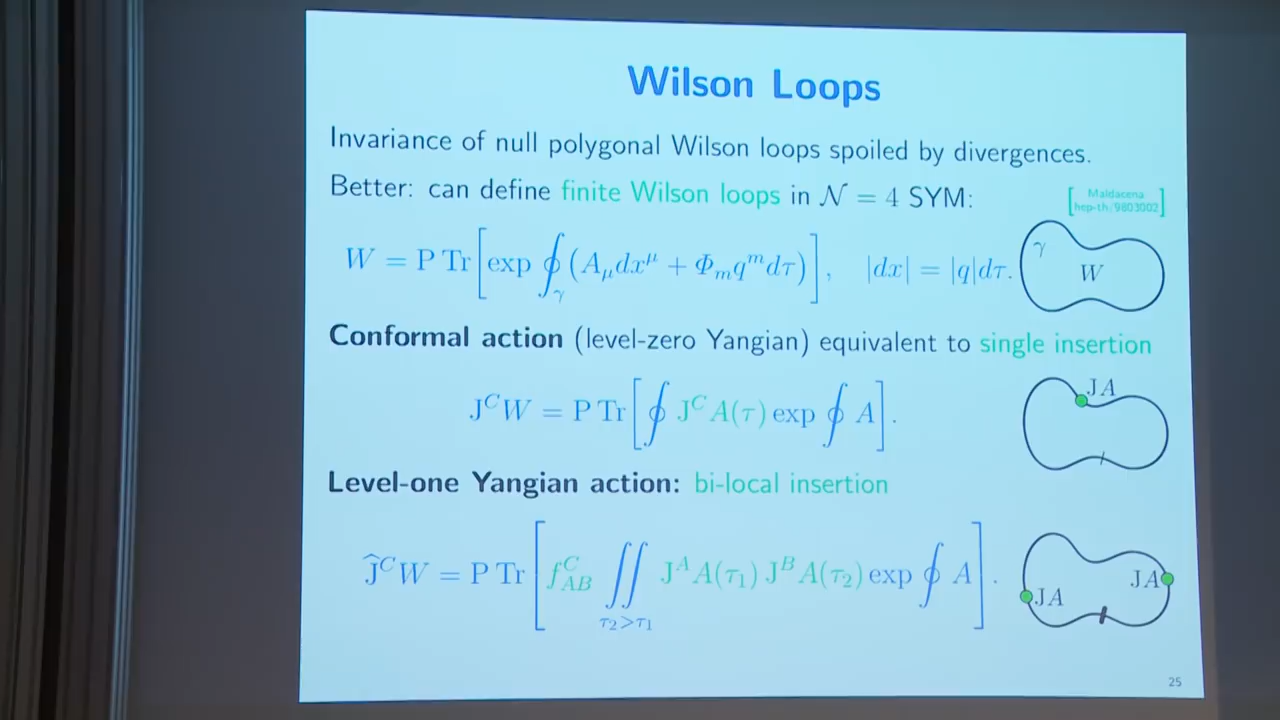 Wilson Loops
Invariance of null polygonal Wilson loops spoiled by divergences.
Better: can define finite Wilson loops in 𝒩 = 4 SYM:
[Maldacena
hep-th/9803002]
W = P Tr[exp ∮_γ (A_μ dx^μ + Φ_m q^m dτ)], |dx| = |q|dτ.
γ
W
Conformal action (level-zero Yangian) equivalent to single insertion
J^C W = P Tr[∮ J^C A(τ) exp ∮ A].
JA
Level-one Yangian action: bi-local insertion
Ĵ^C W = P Tr[f^C_{AB} ∬_{τ₂>τ₁} J^A A(τ₁) J^B A(τ₂) exp ∮ A].
JA
JA
25